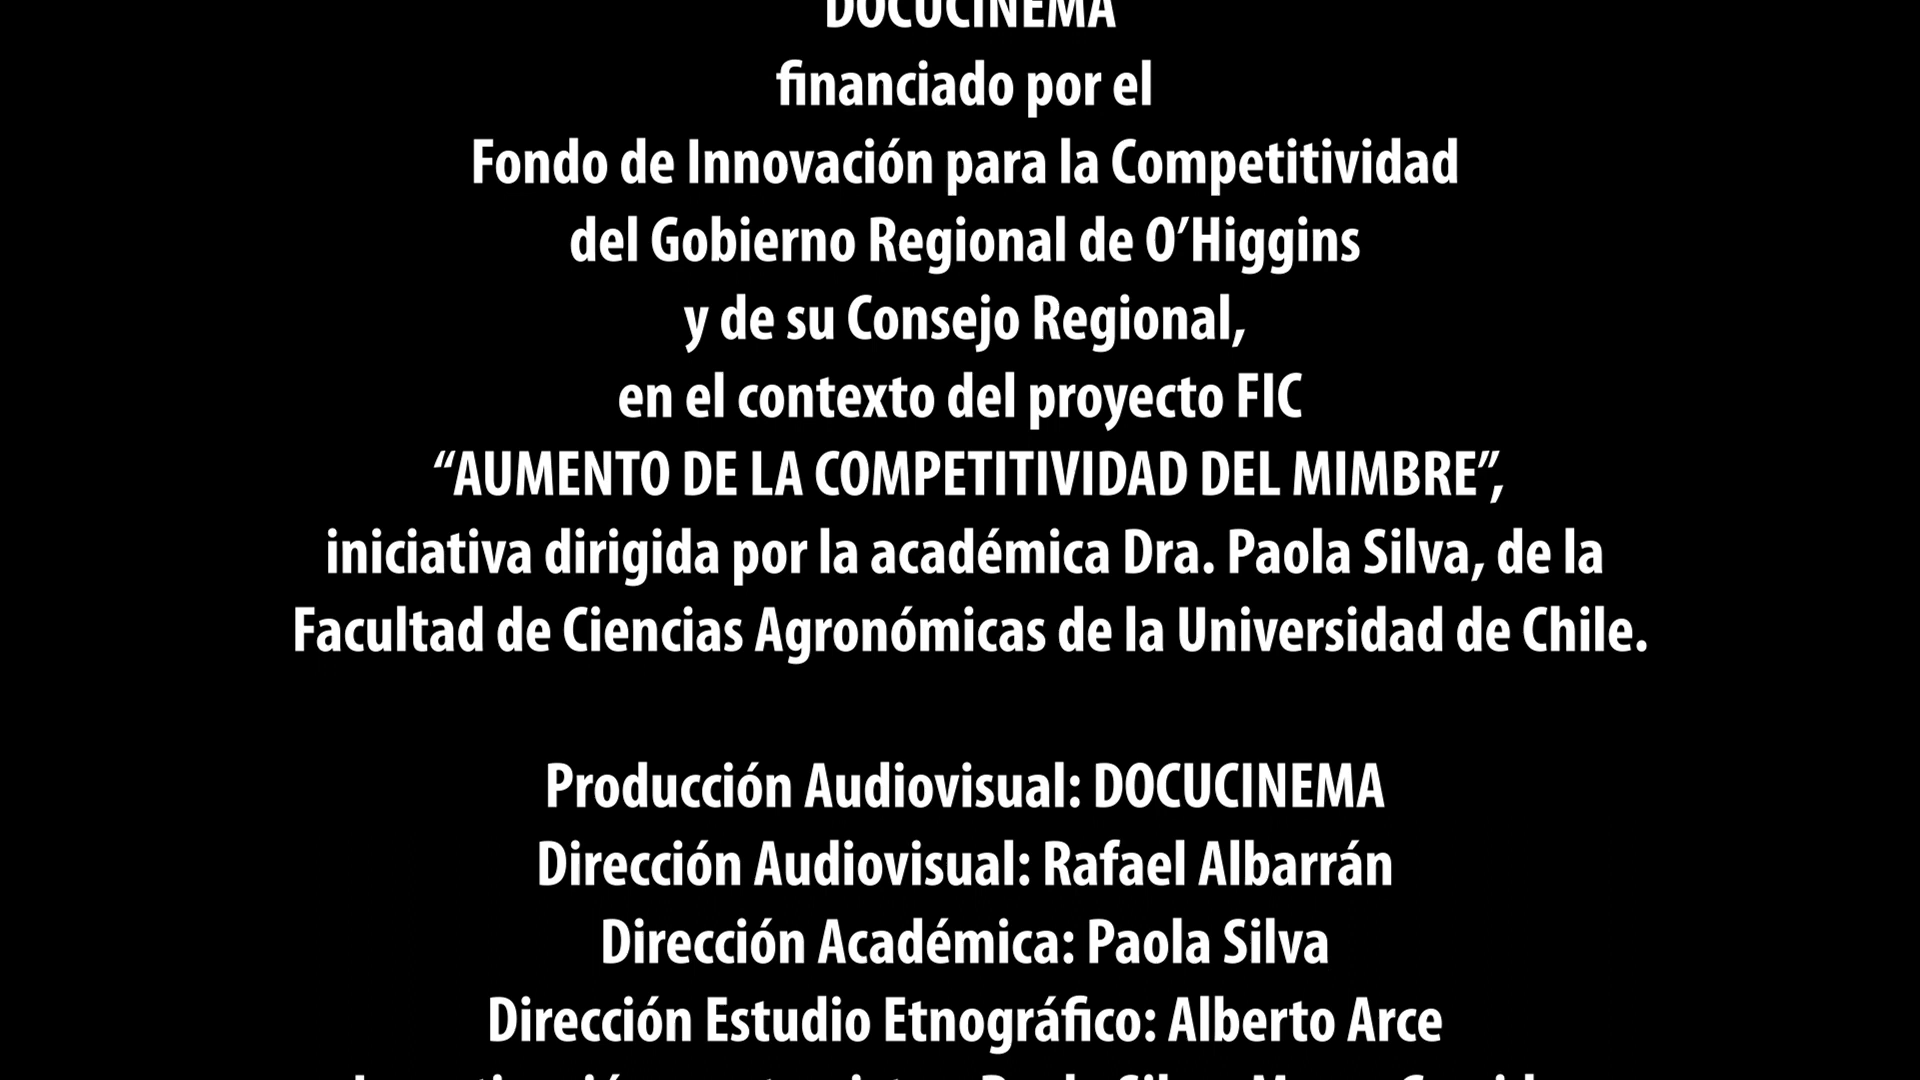 DOCUCINEMA
financiado por el
Fondo de Innovación para la Competitividad
del Gobierno Regional de O’Higgins
y de su Consejo Regional,
en el contexto del proyecto FIC
“AUMENTO DE LA COMPETITIVIDAD DEL MIMBRE”,
iniciativa dirigida por la académica Dra. Paola Silva, de la
Facultad de Ciencias Agronómicas de la Universidad de Chile.
Producción Audiovisual: DOCUCINEMA
Dirección Audiovisual: Rafael Albarrán
Dirección Académica: Paola Silva
Dirección Estudio Etnográfico: Alberto Arce